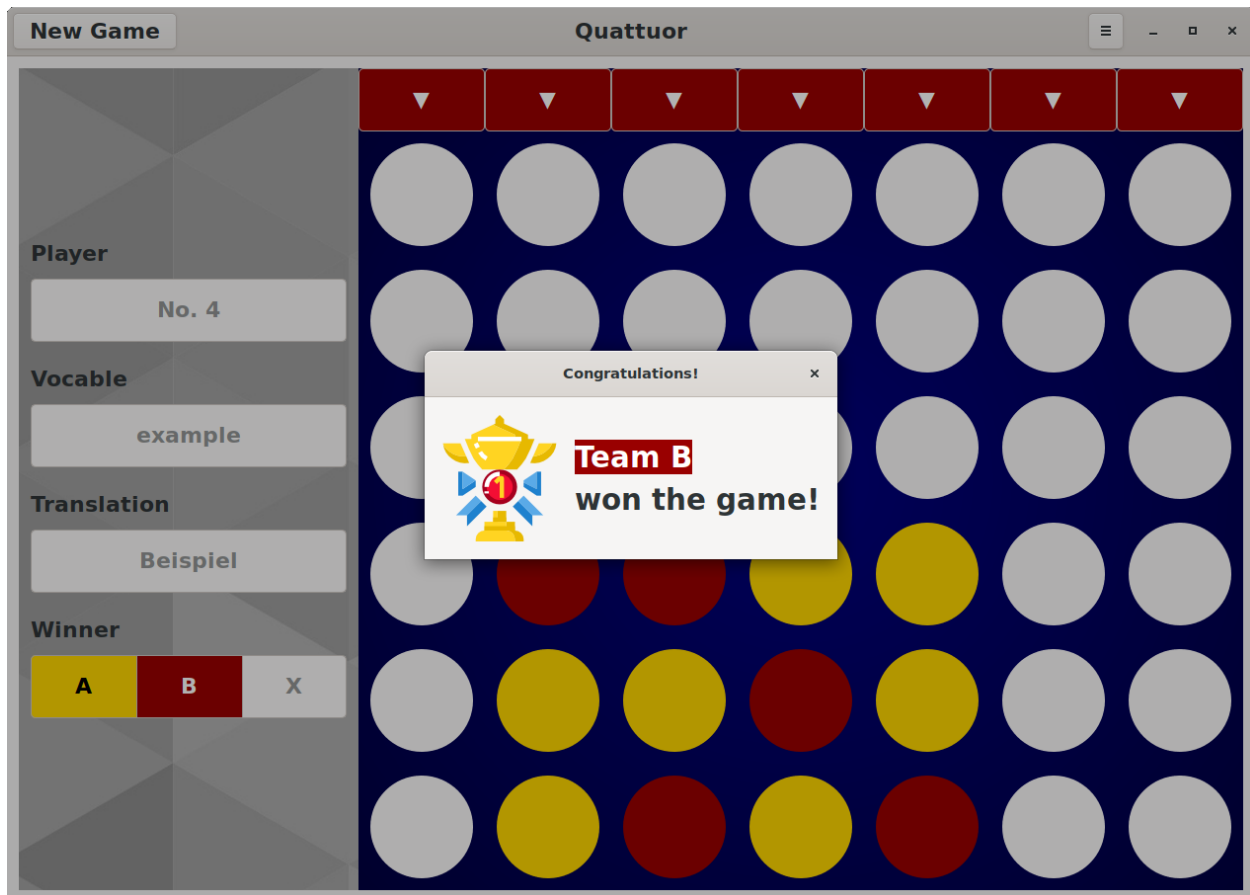 New Game
Quattuor
Player
No. 4
Vocable
example
Translation
Beispiel
Winner
A B X
Congratulations!
1
Team B
won the game!